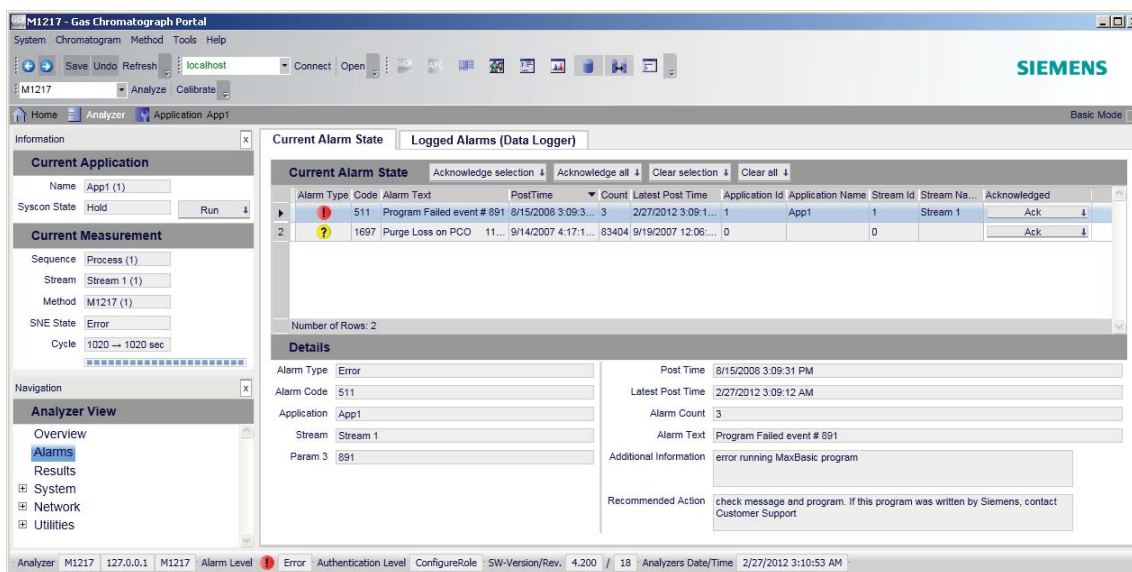 M1217 - Gas Chromatograph Portal
System Chromatogram Method Tools Help
Save Undo Refresh localhost Connect Open
SIEMENS
M1217 Analyze Calibrate
Home Analyzer Application App1 Basic Mode
Information x
Current Application
Name App1 (1)
Syscon State Hold Run
Current Measurement
Sequence Process (1)
Stream Stream 1 (1)
Method M1217 (1)
SNE State Error
Cycle 1020 → 1020 sec
Navigation x
Analyzer View
Overview
Alarms
Results
System
Network
Utilities
Current Alarm State Logged Alarms (Data Logger)
Current Alarm State Acknowledge selection Acknowledge all Clear selection Clear all
Alarm Type Code Alarm Text PostTime Count Latest Post Time Application Id Application Name Stream Id Stream Na... Acknowledged
! 511 Program Failed event # 891 8/15/2008 3:09:3... 3 2/27/2012 3:09:1... 1 App1 1 Stream 1 Ack
2 ? 1697 Purge Loss on PCO 11... 9/14/2007 4:17:1... 83404 9/19/2007 12:06:... 0 0 Ack
Number of Rows: 2
Details
Alarm Type Error
Alarm Code 511
Application App1
Stream Stream 1
Param 3 891
Post Time 8/15/2008 3:09:31 PM
Latest Post Time 2/27/2012 3:09:12 AM
Alarm Count 3
Alarm Text Program Failed event # 891
Additional Information error running MaxBasic program
Recommended Action check message and program. If this program was written by Siemens, contact
Customer Support
Analyzer M1217 127.0.0.1 M1217 Alarm Level ! Error Authentication Level ConfigureRole SW-Version/Rev. 4.200 / 18 Analyzers Date/Time 2/27/2012 3:10:53 AM